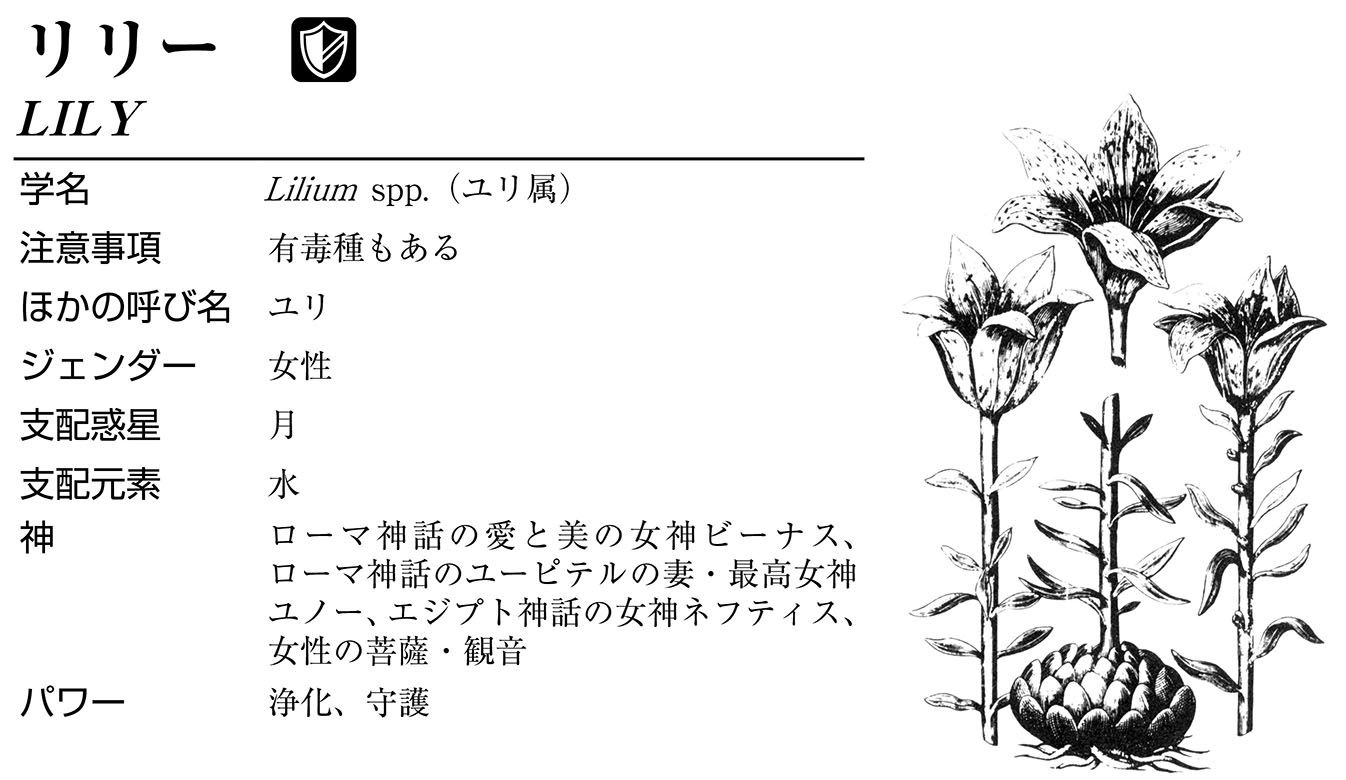 リリー
LILY
学名 Lilium spp.（ユリ属）
注意事項 有毒種もある
ほかの呼び名 ユリ
ジェンダー 女性
支配惑星 月
支配元素 水
神 ローマ神話の愛と美の女神ビーナス、
ローマ神話のユーピテルの妻・最高女神
ユノー、エジプト神話の女神ネフティス、
女性の菩薩・観音
パワー 浄化、守護